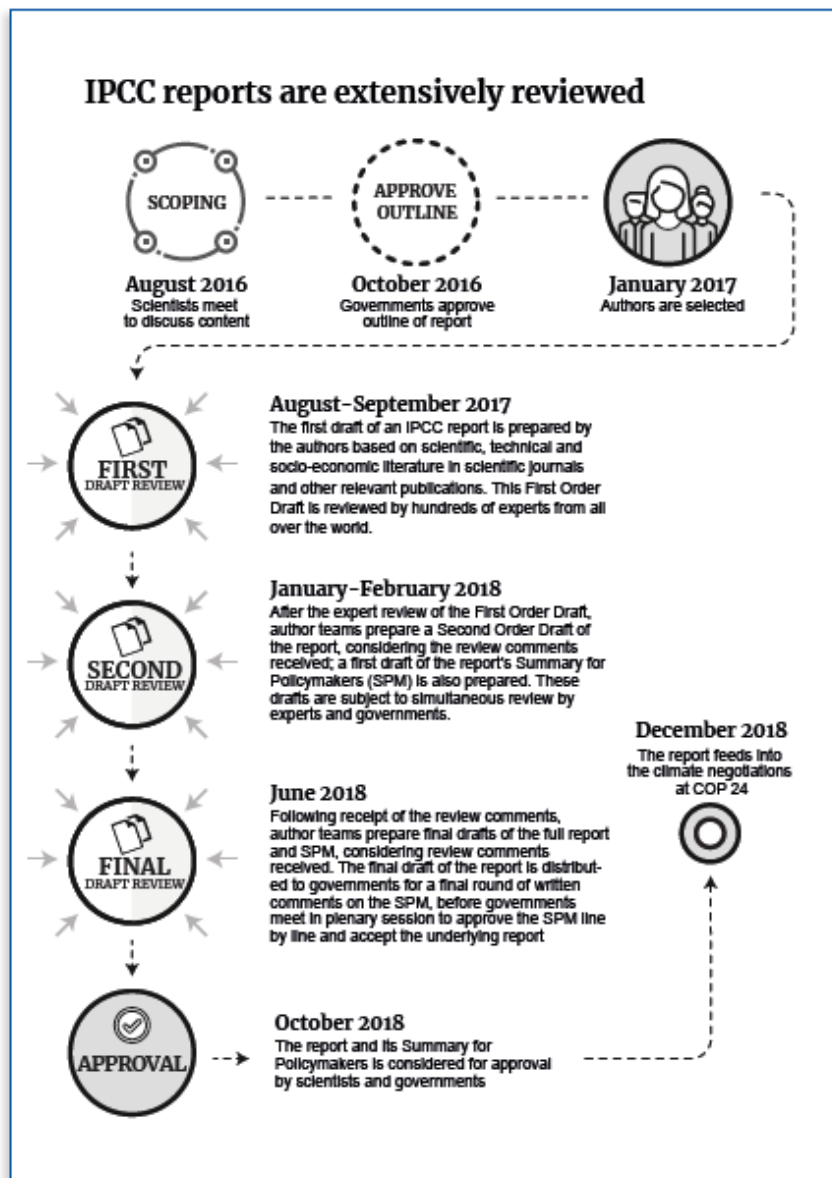 IPCC reports are extensively reviewed
SCOPING
August 2016
Scientists meet
to discuss content
APPROVE
OUTLINE
October 2016
Governments approve
outline of report
January 2017
Authors are selected
FIRST
DRAFT REVIEW
August-September 2017
The first draft of an IPCC report is prepared by
the authors based on scientific, technical and
socio-economic literature in scientific journals
and other relevant publications. This First Order
Draft is reviewed by hundreds of experts from all
over the world.
SECOND
DRAFT REVIEW
January-February 2018
After the expert review of the First Order Draft,
author teams prepare a Second Order Draft of
the report, considering the review comments
received; a first draft of the report's Summary for
Policymakers (SPM) is also prepared. These
drafts are subject to simultaneous review by
experts and governments.
FINAL
DRAFT REVIEW
June 2018
Following receipt of the review comments,
author teams prepare final drafts of the full report
and SPM, considering review comments
received. The final draft of the report is distribut-
ed to governments for a final round of written
comments on the SPM, before governments
meet in plenary session to approve the SPM line
by line and accept the underlying report
APPROVAL
October 2018
The report and its Summary for
Policymakers is considered for approval
by scientists and governments
December 2018
The report feeds into
the climate negotiations
at COP 24